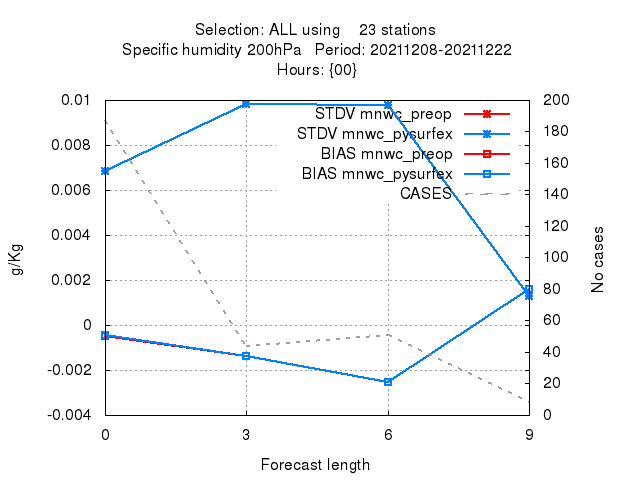 Selection: ALL using    23 stations
Specific humidity 200hPa   Period: 20211208-20211222
Hours: {00}
0.01
0.008
0.006
0.004
0.002
0
-0.002
-0.004
g/Kg
STDV mnwc_preop
STDV mnwc_pysurfex
BIAS mnwc_preop
BIAS mnwc_pysurfex
CASES
200
180
160
140
120
100
80
60
40
20
0
No cases
0 3 6 9
Forecast length